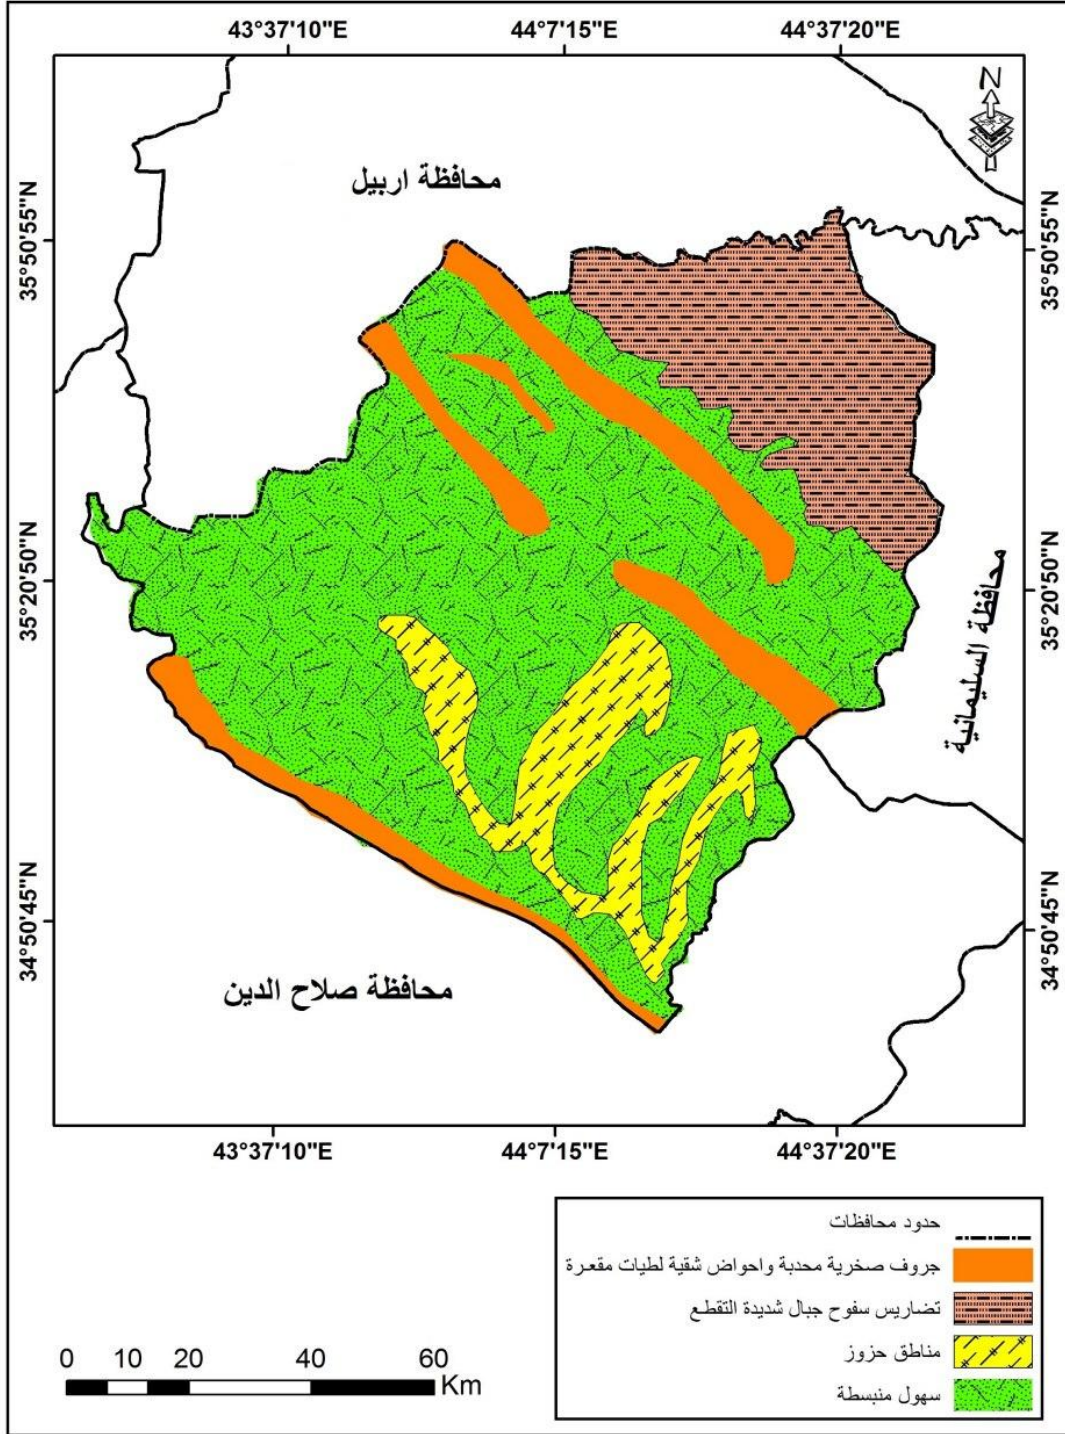 43°37'10"E 44°7'15"E 44°37'20"E
N
محافظة اربيل
35°50'55"N
35°50'55"N
35°20'50"N
35°20'50"N
محافظة السليمانية
34°50'45"N
34°50'45"N
محافظة صلاح الدين
43°37'10"E 44°7'15"E 44°37'20"E
حدود محافظات
جروف صخرية محدبة واحواض شقية لطيات مقعرة
تضاريس سفوح جبال شديدة التقطع
مناطق حزوز
سهول منبسطة
0 10 20 40 60
Km